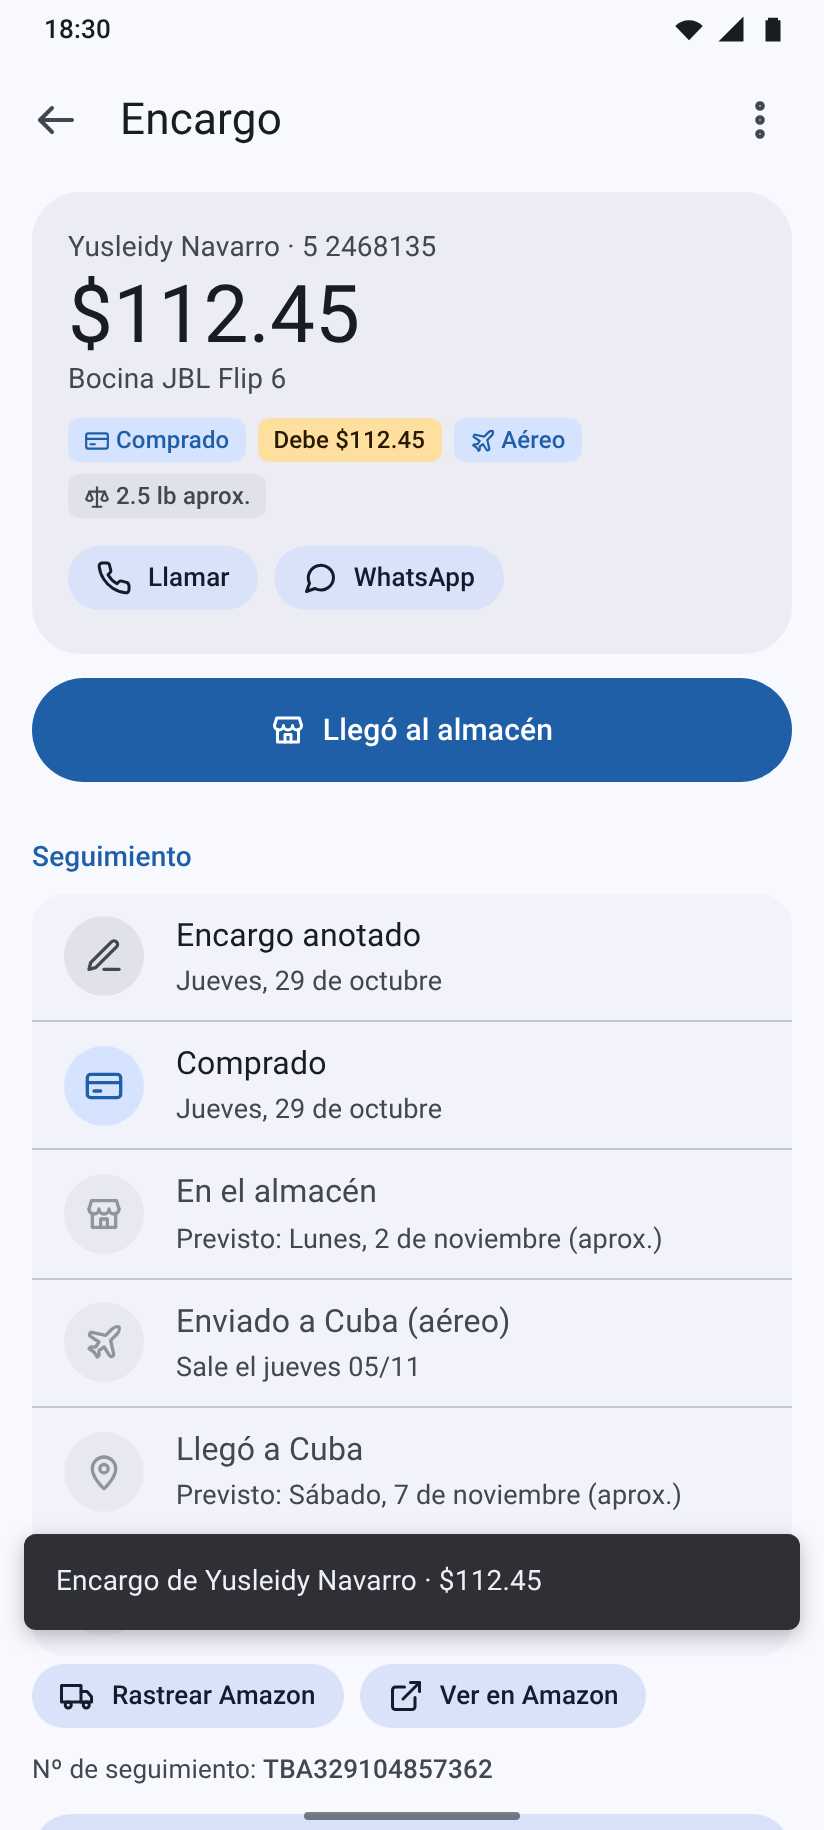 18:30
Encargo
Yusleidy Navarro · 5 2468135
$112.45
Bocina JBL Flip 6
Comprado
Debe $112.45
Aéreo
2.5 lb aprox.
Llamar
WhatsApp
Llegó al almacén
Seguimiento
Encargo anotado
Jueves, 29 de octubre
Comprado
Jueves, 29 de octubre
En el almacén
Previsto: Lunes, 2 de noviembre (aprox.)
Enviado a Cuba (aéreo)
Sale el jueves 05/11
Llegó a Cuba
Previsto: Sábado, 7 de noviembre (aprox.)
Encargo de Yusleidy Navarro · $112.45
Rastrear Amazon
Ver en Amazon
Nº de seguimiento: TBA329104857362